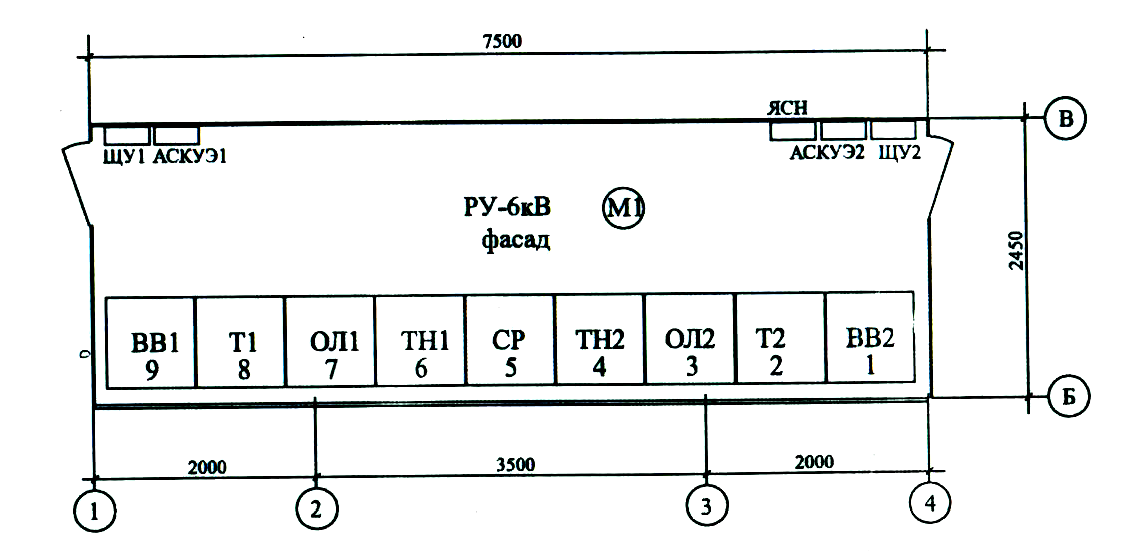 7500
ЯСН
В
ЩУ1 АСКУЭ1
АСКУЭ2 ЩУ2
РУ-6кВ М1
фасад
2450
ВВ1 Т1 ОЛ1 ТН1 СР ТН2 ОЛ2 Т2 ВВ2
9 8 7 6 5 4 3 2 1
Б
2000 3500 2000
1 2 3 4